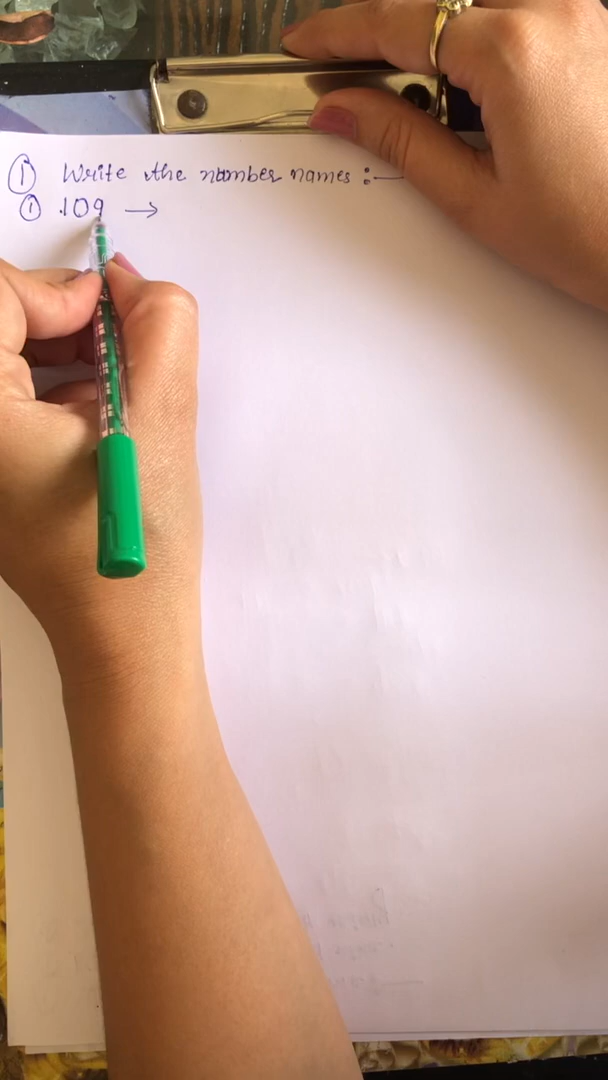 ① Write the number names :—
① 109 →